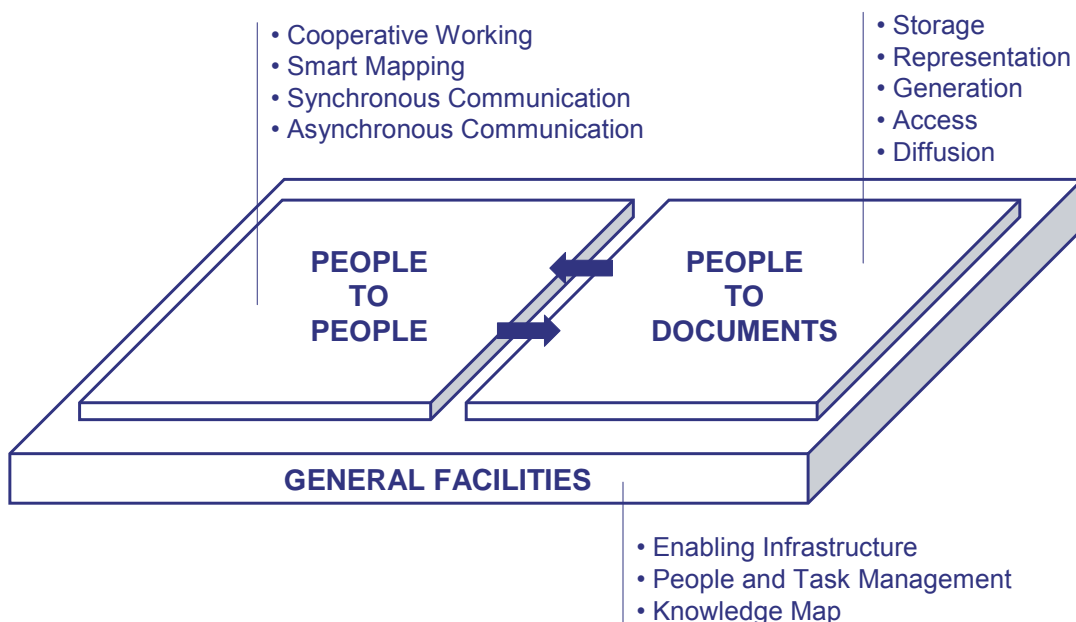 • Cooperative Working
• Smart Mapping
• Synchronous Communication
• Asynchronous Communication
• Storage
• Representation
• Generation
• Access
• Diffusion
PEOPLE
TO
PEOPLE
PEOPLE
TO
DOCUMENTS
GENERAL FACILITIES
• Enabling Infrastructure
• People and Task Management
• Knowledge Map